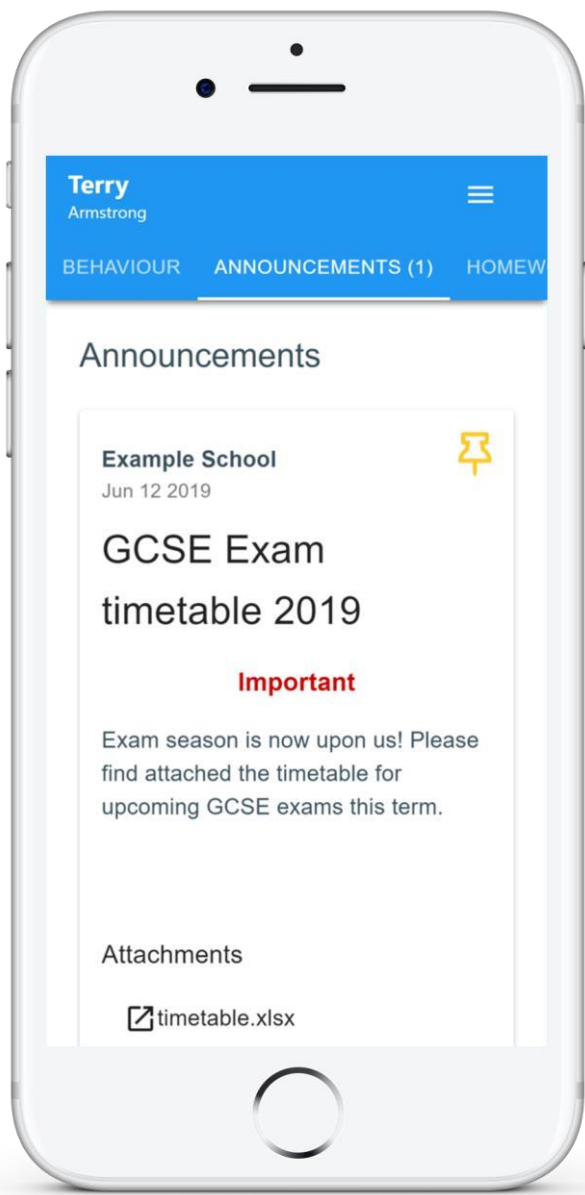 Terry
Armstrong
BEHAVIOUR ANNOUNCEMENTS (1) HOMEW
Announcements
Example School
Jun 12 2019
GCSE Exam
timetable 2019
Important
Exam season is now upon us! Please
find attached the timetable for
upcoming GCSE exams this term.
Attachments
timetable.xlsx